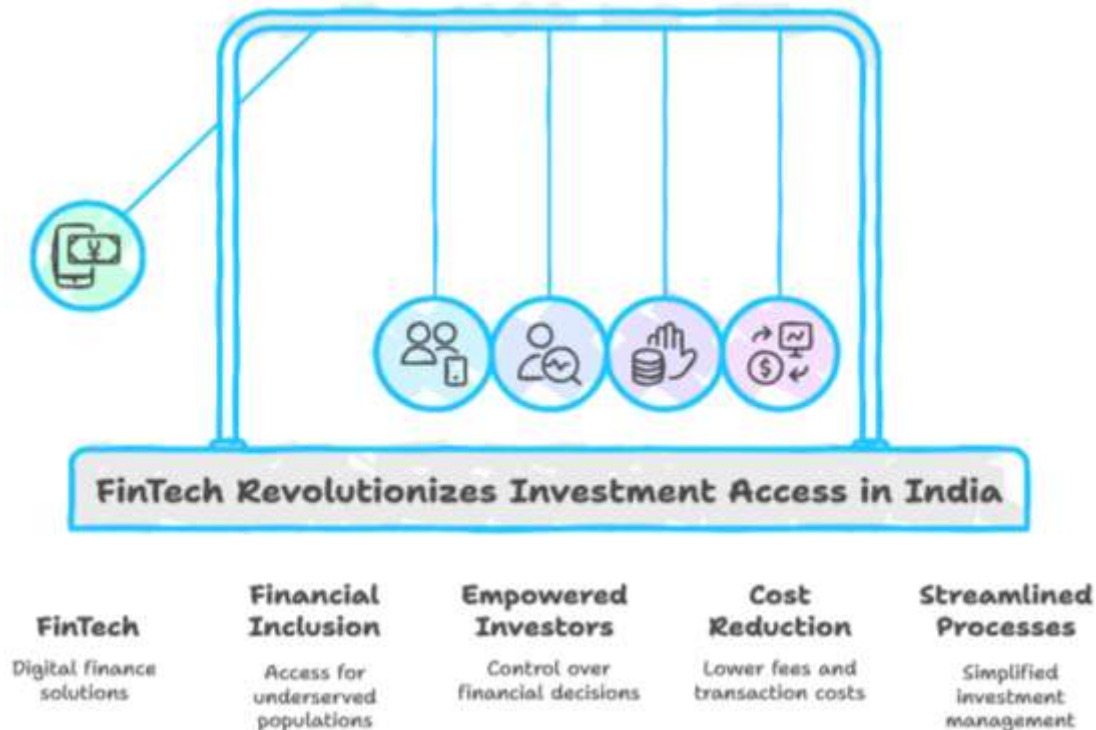 ¥
$
FinTech Revolutionizes Investment Access in India
FinTech
Digital finance
solutions
Financial
Inclusion
Access for
underserved
populations
Empowered
Investors
Control over
financial decisions
Cost
Reduction
Lower fees and
transaction costs
Streamlined
Processes
Simplified
investment
management